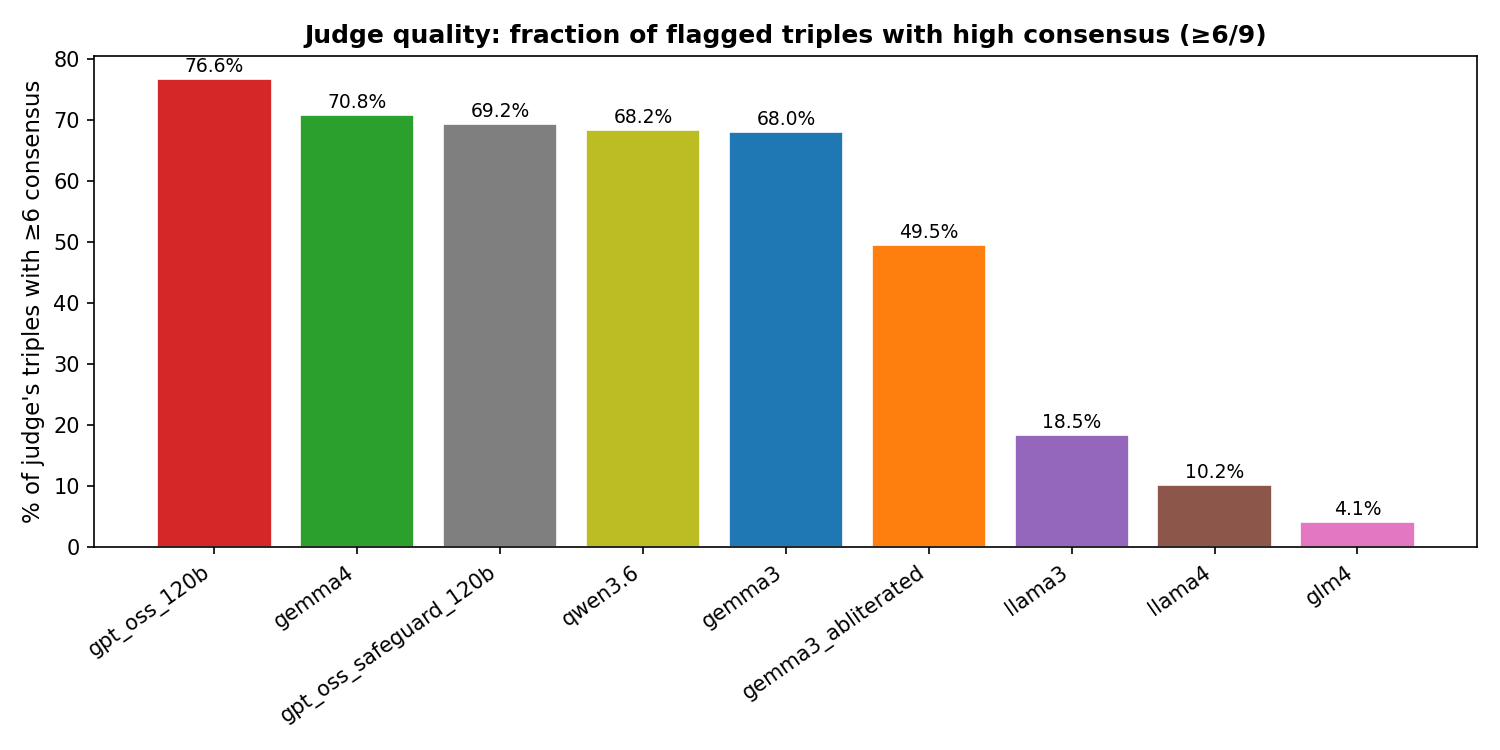 Judge quality: fraction of flagged triples with high consensus (≥6/9)
% of judge's triples with ≥6 consensus
80
70
60
50
40
30
20
10
0
76.6%
70.8%
69.2%
68.2%
68.0%
49.5%
18.5%
10.2%
4.1%
gpt_oss_120b
gemma4
gpt_oss_safeguard_120b
qwen3.6
gemma3
gemma3_abliterated
llama3
llama4
glm4